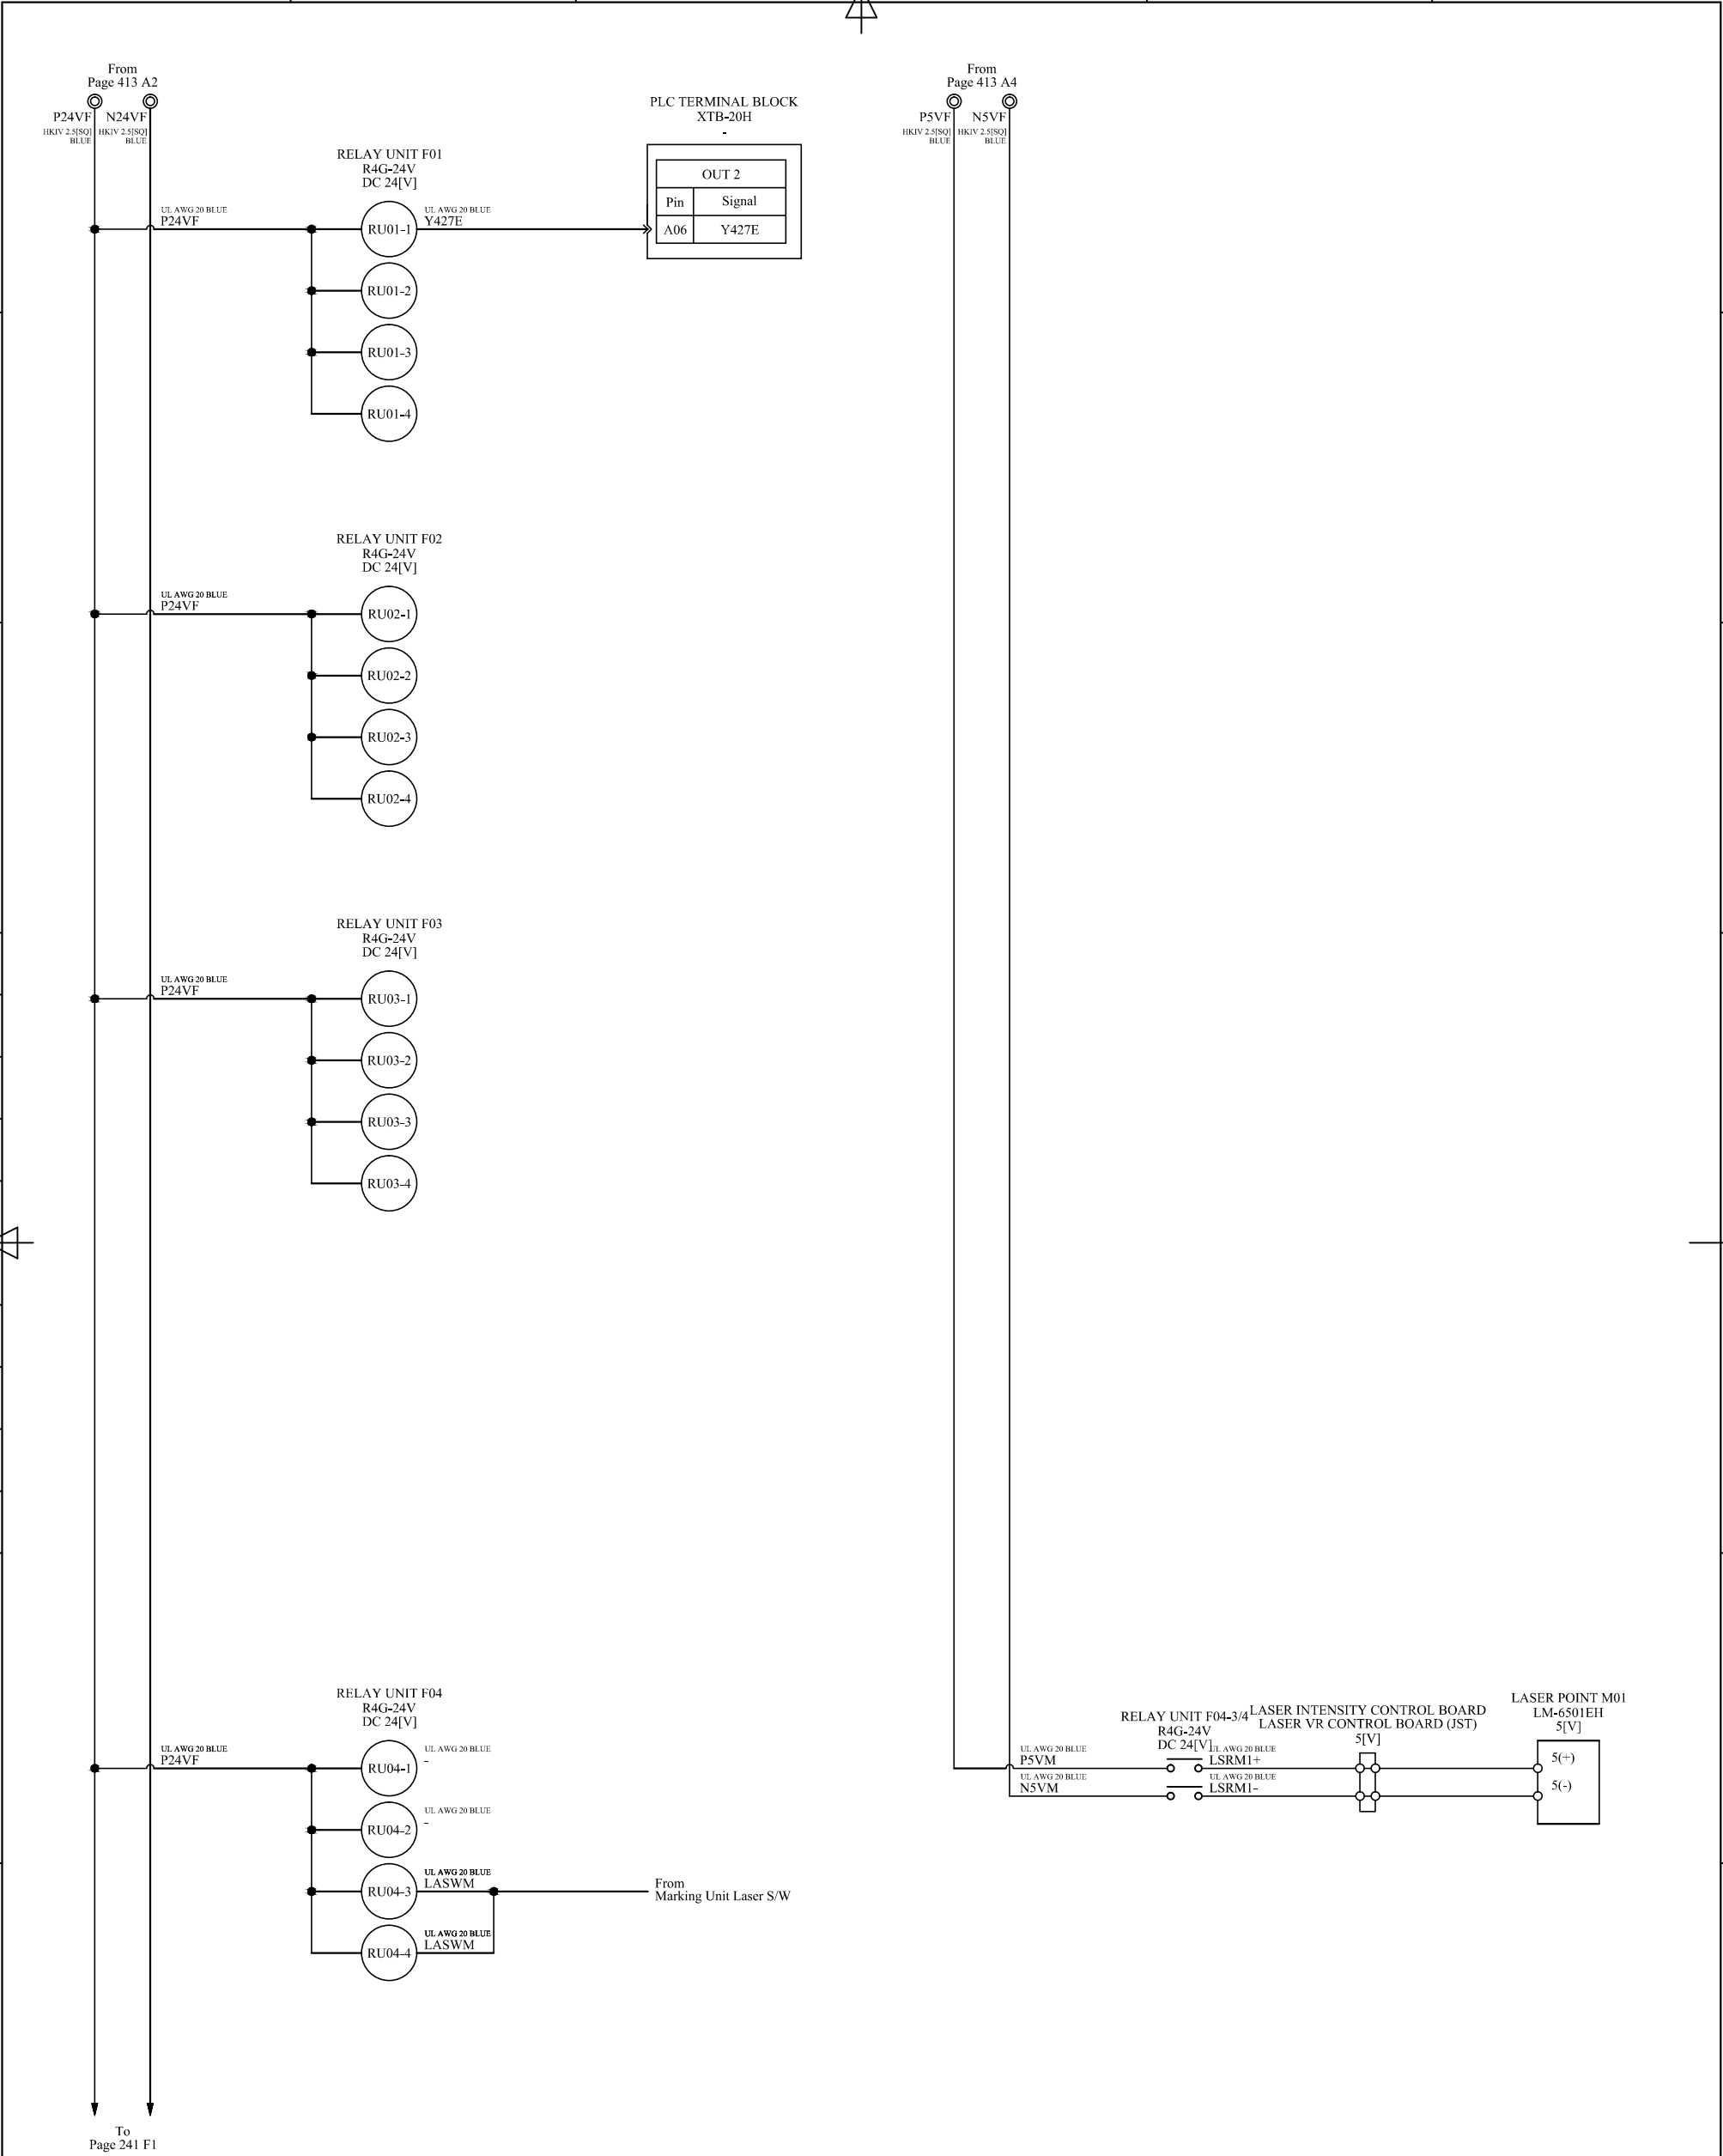 From
Page 413 A2
P24VF
N24VF
HKIV 2.5[SQ]
BLUE
HKIV 2.5[SQ]
BLUE
RELAY UNIT F01
R4G-24V
DC 24[V]
UL AWG 20 BLUE
P24VF
RU01-1
UL AWG 20 BLUE
Y427E
RU01-2
RU01-3
RU01-4
PLC TERMINAL BLOCK
XTB-20H
-
OUT 2
Pin Signal
A06 Y427E
RELAY UNIT F02
R4G-24V
DC 24[V]
UL AWG 20 BLUE
P24VF
RU02-1
RU02-2
RU02-3
RU02-4
RELAY UNIT F03
R4G-24V
DC 24[V]
UL AWG 20 BLUE
P24VF
RU03-1
RU03-2
RU03-3
RU03-4
RELAY UNIT F04
R4G-24V
DC 24[V]
UL AWG 20 BLUE
P24VF
RU04-1
UL AWG 20 BLUE
-
RU04-2
UL AWG 20 BLUE
-
RU04-3
UL AWG 20 BLUE
LASWM
From
Marking Unit Laser S/W
RU04-4
UL AWG 20 BLUE
LASWM
To
Page 241 F1
From
Page 413 A4
P5VF
N5VF
HKIV 2.5[SQ]
BLUE
HKIV 2.5[SQ]
BLUE
RELAY UNIT F04-3/4
R4G-24V
DC 24[V]
UL AWG 20 BLUE
P5VM
UL AWG 20 BLUE
LSRM1+
UL AWG 20 BLUE
N5VM
UL AWG 20 BLUE
LSRM1-
LASER INTENSITY CONTROL BOARD
LASER VR CONTROL BOARD (JST)
5[V]
LASER POINT M01
LM-6501EH
5[V]
5(+)
5(-)